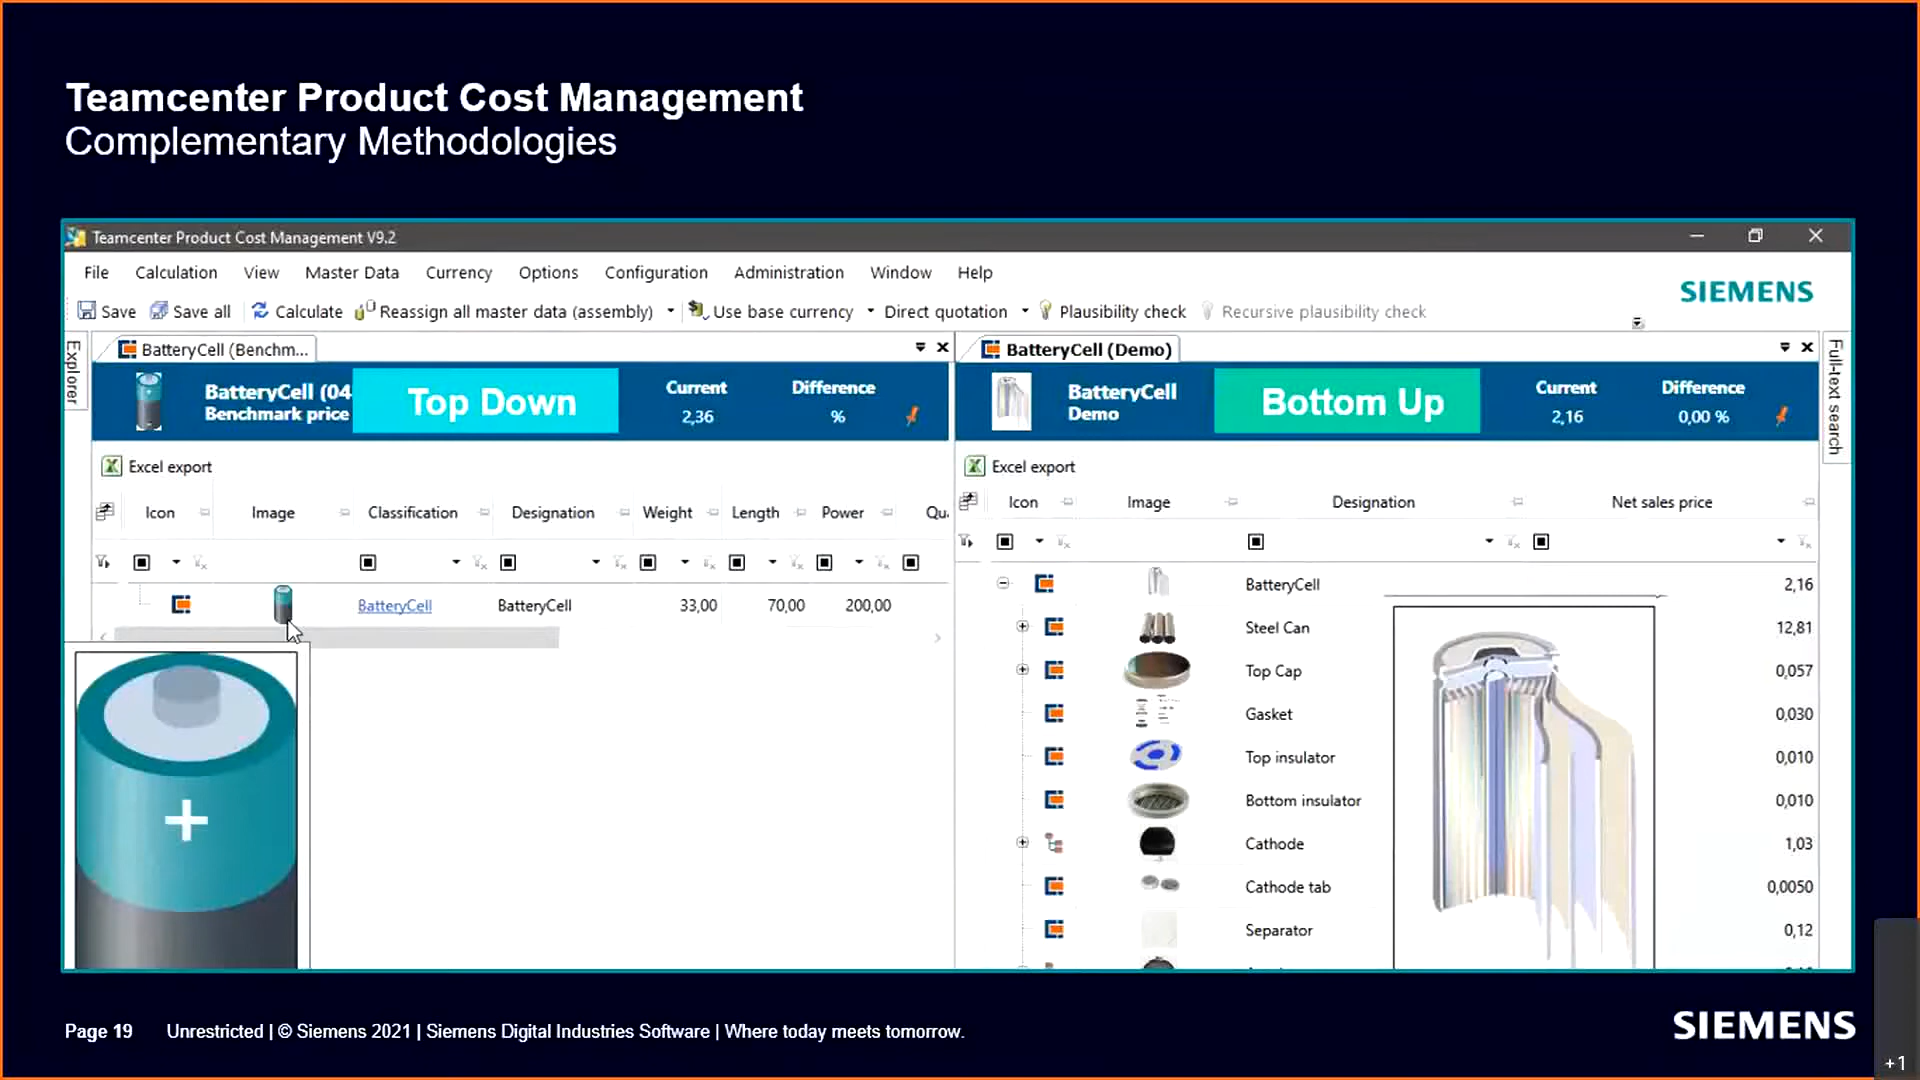 Teamcenter Product Cost Management
Complementary Methodologies
Teamcenter Product Cost Management V9.2
File Calculation View Master Data Currency Options Configuration Administration Window Help
SIEMENS
Save Save all Calculate Reassign all master data (assembly) Use base currency Direct quotation Plausibility check Recursive plausibility check
Explorer
BatteryCell (Benchm...
BatteryCell (04
Benchmark price
Top Down
Current
2,36
Difference
%
Excel export
Icon Image Classification Designation Weight Length Power Qu
BatteryCell BatteryCell 33,00 70,00 200,00
+
BatteryCell (Demo)
BatteryCell
Demo
Bottom Up
Current
2,16
Difference
0,00 %
Full-text search
Excel export
Icon Image Designation Net sales price
BatteryCell 2,16
Steel Can 12,81
Top Cap 0,057
Gasket 0,030
Top insulator 0,010
Bottom insulator 0,010
Cathode 1,03
Cathode tab 0,0050
Separator 0,12
Page 19 Unrestricted | © Siemens 2021 | Siemens Digital Industries Software | Where today meets tomorrow.
SIEMENS
+1